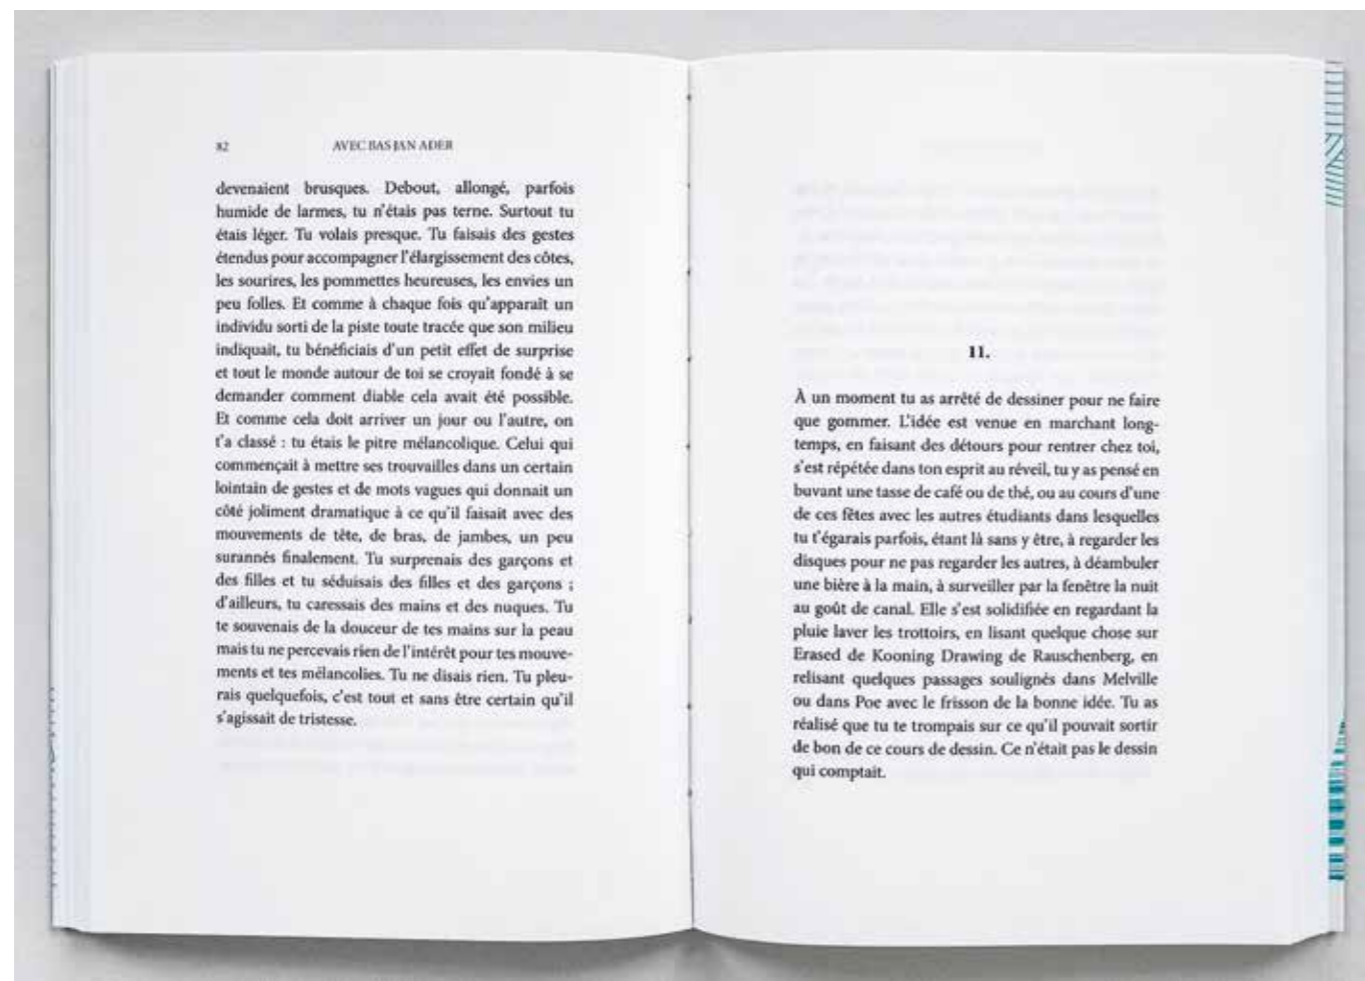 82 AVEC BAS JAN ADER
devenaient brusques. Debout, allongé, parfois
humide de larmes, tu n'étais pas terne. Surtout tu
étais léger. Tu volais presque. Tu faisais des gestes
étendus pour accompagner l'élargissement des côtes,
les sourires, les pommettes heureuses, les envies un
peu folles. Et comme à chaque fois qu'apparaît un
individu sorti de la piste toute tracée que son milieu
indiquait, tu bénéficiais d'un petit effet de surprise
et tout le monde autour de toi se croyait fondé à se
demander comment diable cela avait été possible.
Et comme cela doit arriver un jour ou l'autre, on
t'a classé : tu étais le pitre mélancolique. Celui qui
commençait à mettre ses trouvailles dans un certain
lointain de gestes et de mots vagues qui donnait un
côté joliment dramatique à ce qu'il faisait avec des
mouvements de tête, de bras, de jambes, un peu
surannés finalement. Tu surprenais des garçons et
des filles et tu séduisais des filles et des garçons ;
d'ailleurs, tu caressais des mains et des nuques. Tu
te souvenais de la douceur de tes mains sur la peau
mais tu ne percevais rien de l'intérêt pour tes mouve-
ments et tes mélancolies. Tu ne disais rien. Tu pleu-
rais quelquefois, c'est tout et sans être certain qu'il
s'agissait de tristesse.
11.
À un moment tu as arrêté de dessiner pour ne faire
que gommer. L'idée est venue en marchant long-
temps, en faisant des détours pour rentrer chez toi,
s'est répétée dans ton esprit au réveil, tu y as pensé en
buvant une tasse de café ou de thé, ou au cours d'une
de ces fêtes avec les autres étudiants dans lesquelles
tu t'égarais parfois, étant là sans y être, à regarder les
disques pour ne pas regarder les autres, à déambuler
une bière à la main, à surveiller par la fenêtre la nuit
au goût de canal. Elle s'est solidifiée en regardant la
pluie laver les trottoirs, en lisant quelque chose sur
Erased de Kooning Drawing de Rauschenberg, en
relisant quelques passages soulignés dans Melville
ou dans Poe avec le frisson de la bonne idée. Tu as
réalisé que tu te trompais sur ce qu'il pouvait sortir
de bon de ce cours de dessin. Ce n'était pas le dessin
qui comptait.